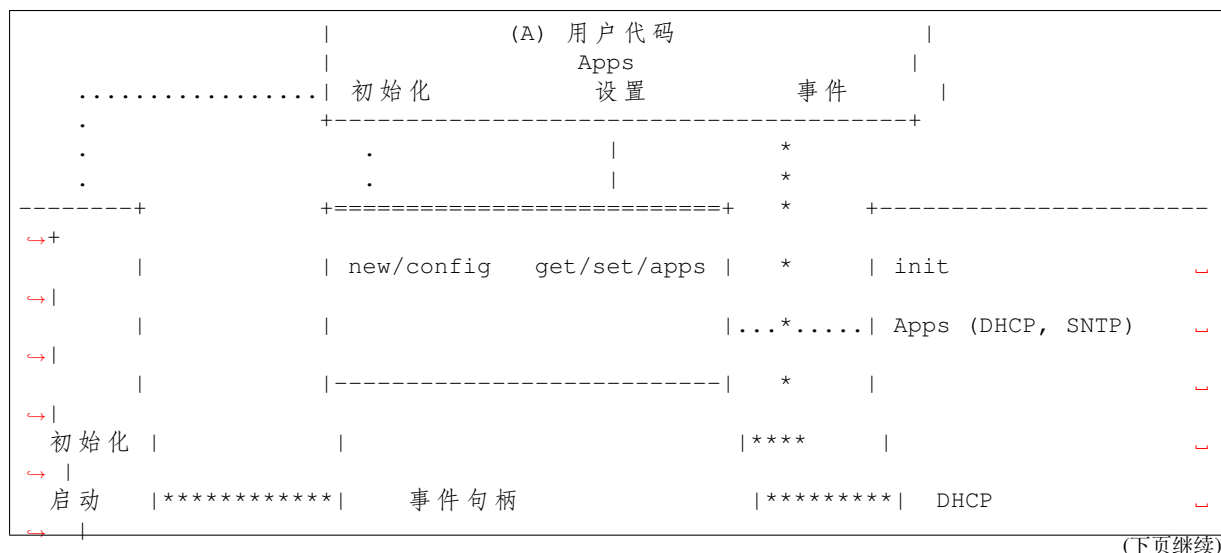 |            (A) 用户代码                    |
|                 Apps                      |
.................| 初始化            设置            事件       |
.                +----------------------------------------+
.                   .                |           *
.                   .                |           *
--------+             +===========================+   *     +-----------------------
↪+
        |             | new/config   get/set/apps |   *     | init                 ␣
↪|
        |             |                           |...*.....| Apps (DHCP, SNTP)    ␣
↪|
        |             |---------------------------|   *     |                      ␣
↪|
初始化 |            |                           |****     |                      ␣
↪ |
启动   |************|     事件句柄                |*********|  DHCP                ␣
↪ |
(下页继续)